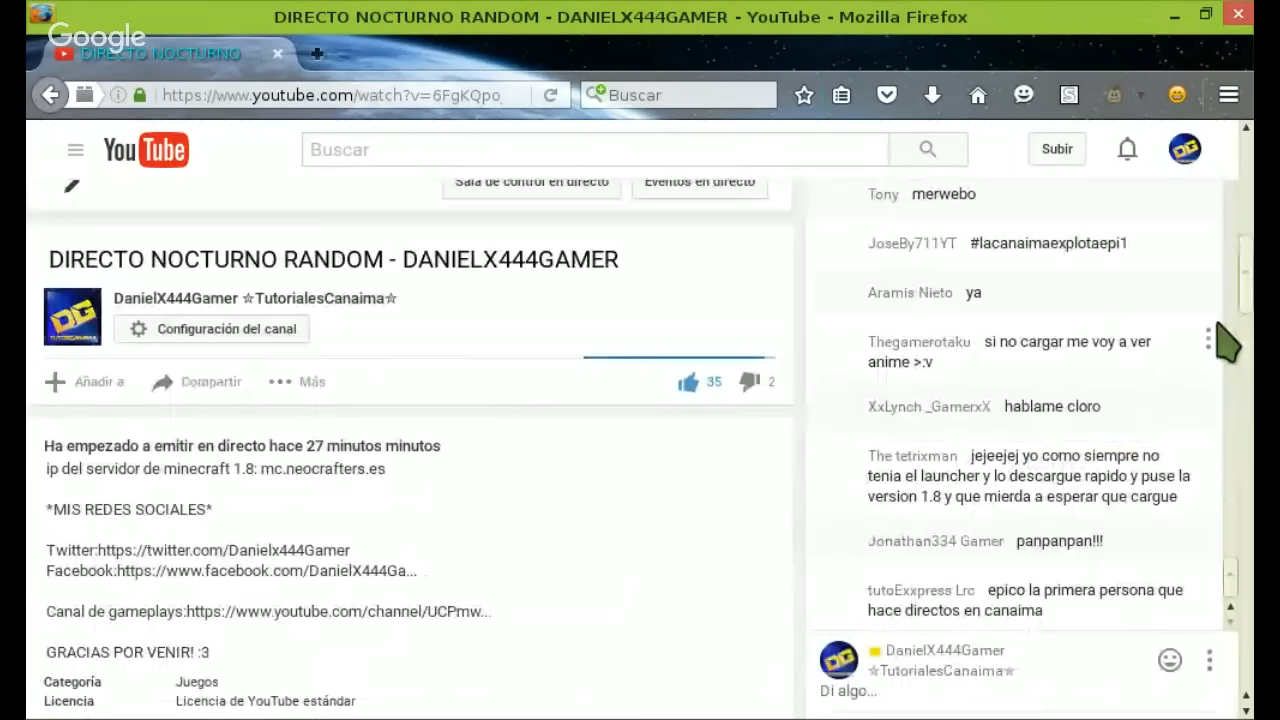 DIRECTO NOCTURNO RANDOM - DANIELX444GAMER - YouTube - Mozilla Firefox
Google
DIRECTO NOCTURNO
https://www.youtube.com/watch?v=6FgKQpo
Buscar
YouTube
Buscar
Subir
DG
Sala de control en directo
Eventos en directo
DIRECTO NOCTURNO RANDOM - DANIELX444GAMER
DG
DanielX444Gamer ☆TutorialesCanaima☆
Configuración del canal
Añadir a
Compartir
Más
35
2
Ha empezado a emitir en directo hace 27 minutos minutos
ip del servidor de minecraft 1.8: mc.neocrafters.es
*MIS REDES SOCIALES*
Twitter:https://twitter.com/Danielx444Gamer
Facebook:https://www.facebook.com/DanielX444Ga...
Canal de gameplays:https://www.youtube.com/channel/UCPmw...
GRACIAS POR VENIR! :3
Categoría Juegos
Licencia Licencia de YouTube estándar
Tony merwebo
JoseBy711YT #lacanaimaexplotaepi1
Aramis Nieto ya
Thegamerotaku si no cargar me voy a ver
anime >:v
XxLynch_GamerxX hablame cloro
The tetrixman jejeejej yo como siempre no
tenia el launcher y lo descargue rapido y puse la
version 1.8 y que mierda a esperar que cargue
Jonathan334 Gamer panpanpan!!!
tutoExxpress Lrc epico la primera persona que
hace directos en canaima
DG
DanielX444Gamer
☆TutorialesCanaima☆
Di algo...